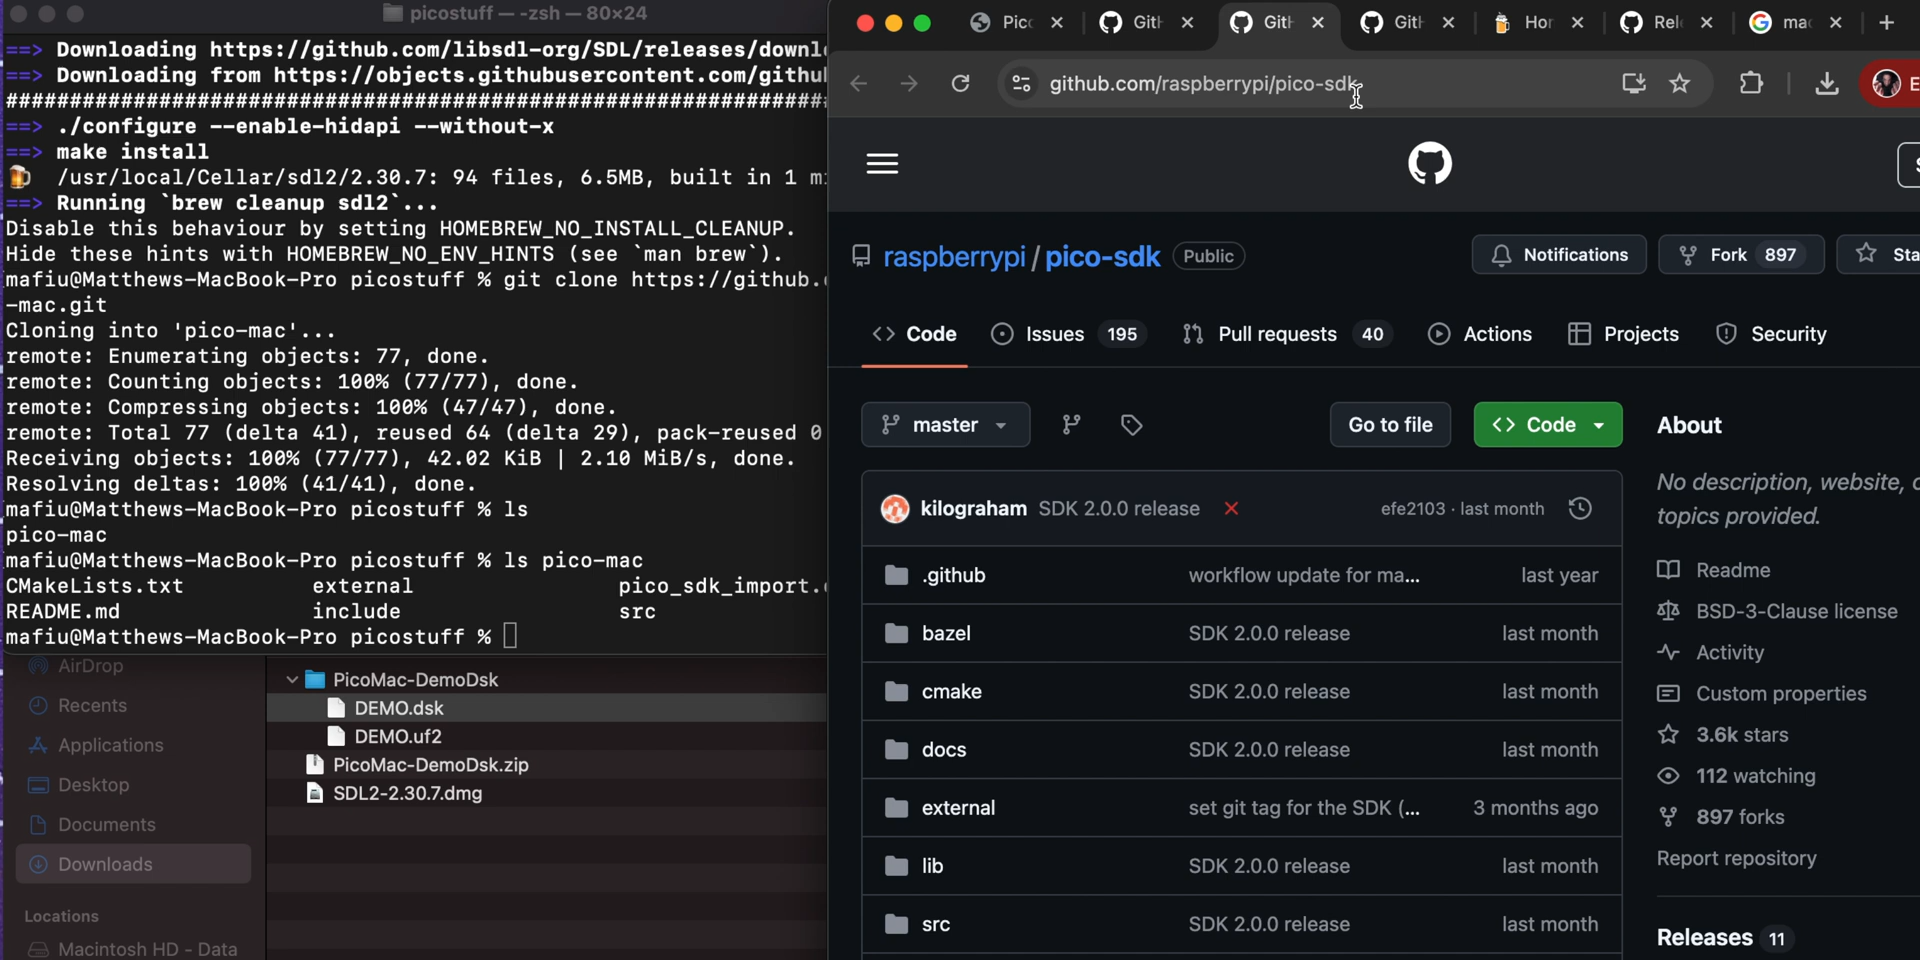 picostuff — -zsh — 80×24
==> Downloading https://github.com/libsdl-org/SDL/releases/downl
==> Downloading from https://objects.githubusercontent.com/githu
################################################################
==> ./configure --enable-hidapi --without-x
==> make install
🍺  /usr/local/Cellar/sdl2/2.30.7: 94 files, 6.5MB, built in 1 mi
==> Running `brew cleanup sdl2`...
Disable this behaviour by setting HOMEBREW_NO_INSTALL_CLEANUP.
Hide these hints with HOMEBREW_NO_ENV_HINTS (see `man brew`).
mafiu@Matthews-MacBook-Pro picostuff % git clone https://github.
-mac.git
Cloning into 'pico-mac'...
remote: Enumerating objects: 77, done.
remote: Counting objects: 100% (77/77), done.
remote: Compressing objects: 100% (47/47), done.
remote: Total 77 (delta 41), reused 64 (delta 29), pack-reused 0
Receiving objects: 100% (77/77), 42.02 KiB | 2.10 MiB/s, done.
Resolving deltas: 100% (41/41), done.
mafiu@Matthews-MacBook-Pro picostuff % ls
pico-mac
mafiu@Matthews-MacBook-Pro picostuff % ls pico-mac
CMakeLists.txt external pico_sdk_import.
README.md include src
mafiu@Matthews-MacBook-Pro picostuff %
AirDrop
Recents
Applications
Desktop
Documents
Downloads
Locations
Macintosh HD - Data
PicoMac-DemoDsk
DEMO.dsk
DEMO.uf2
PicoMac-DemoDsk.zip
SDL2-2.30.7.dmg
Picc GitH GitH GitH Hor Rel mac
github.com/raspberrypi/pico-sdk
raspberrypi/pico-sdk Public
Notifications Fork 897 Sta
Code Issues 195 Pull requests 40 Actions Projects Security
master Go to file Code
kilograham SDK 2.0.0 release efe2103 · last month
.github workflow update for ma... last year
bazel SDK 2.0.0 release last month
cmake SDK 2.0.0 release last month
docs SDK 2.0.0 release last month
external set git tag for the SDK (... 3 months ago
lib SDK 2.0.0 release last month
src SDK 2.0.0 release last month
About
No description, website,
topics provided.
Readme
BSD-3-Clause license
Activity
Custom properties
3.6k stars
112 watching
897 forks
Report repository
Releases 11